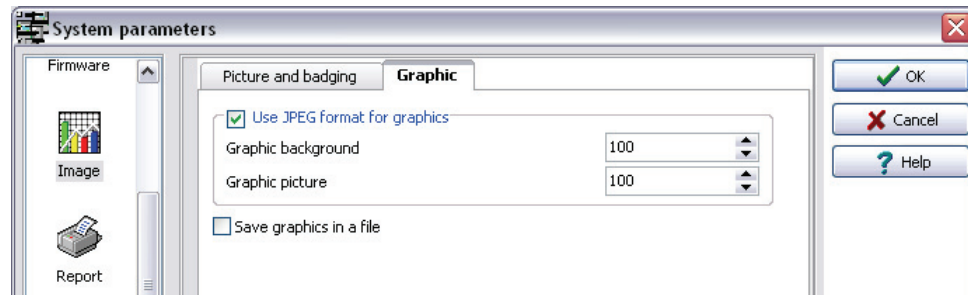 System parameters
Firmware
Image
Report
Picture and badging
Graphic
Use JPEG format for graphics
Graphic background
100
Graphic picture
100
Save graphics in a file
OK
Cancel
Help